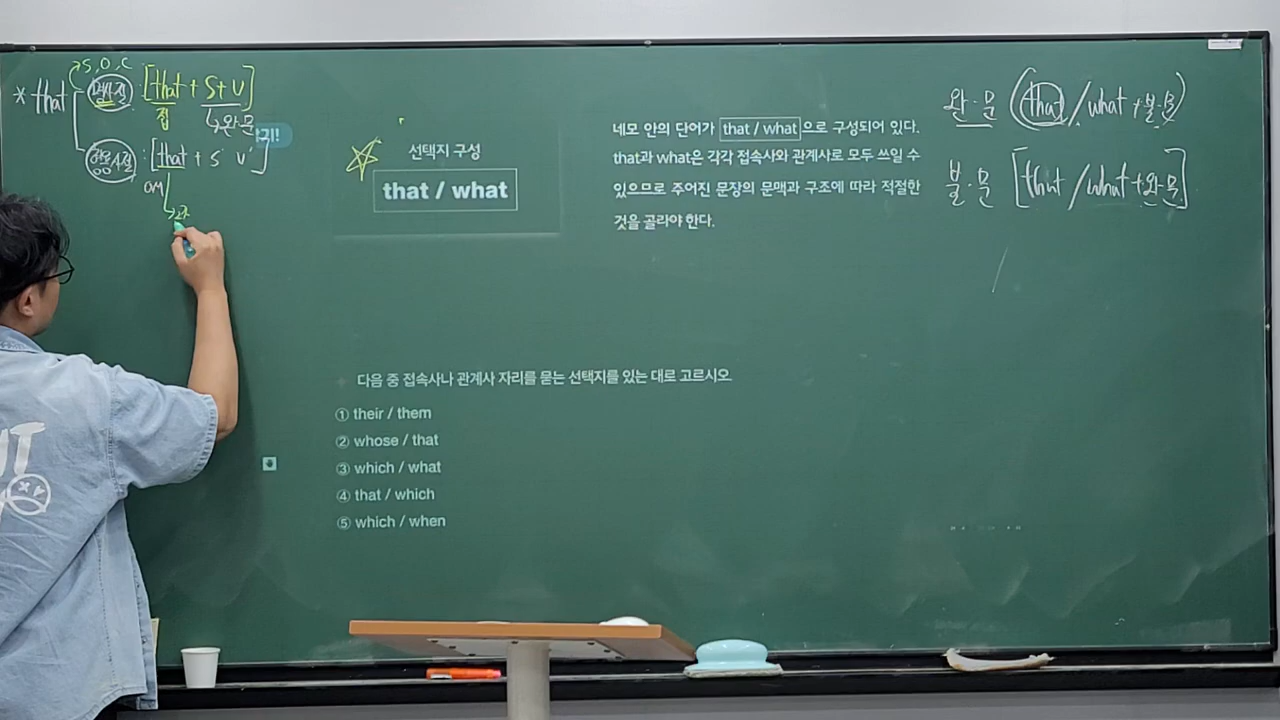 S, O, C
* that 명사절 [that + S + V]
접 완·문
형용사절 : [that + S V ]
OM
관
선택지 구성
that / what
네모 안의 단어가 that / what 으로 구성되어 있다.
that과 what은 각각 접속사와 관계사로 모두 쓰일 수
있으므로 주어진 문장의 문맥과 구조에 따라 적절한
것을 골라야 한다.
완·문 (that / what + 불·문)
불·문 [that / what + 완·문]
다음 중 접속사나 관계사 자리를 묻는 선택지를 있는 대로 고르시오.
① their / them
② whose / that
③ which / what
④ that / which
⑤ which / when